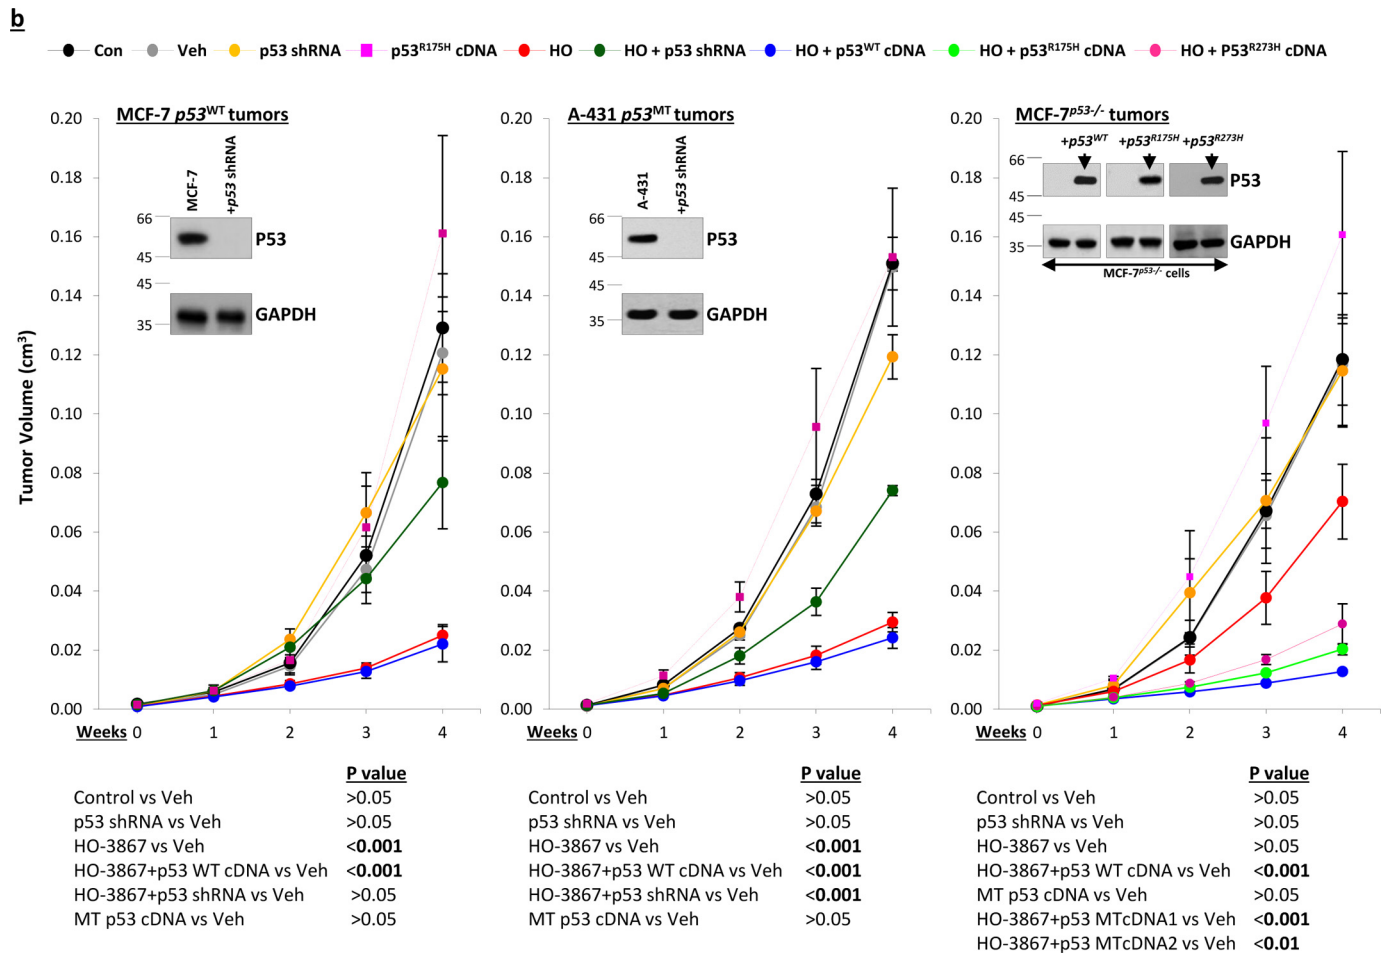 b
Con Veh p53 shRNA p53R175H cDNA HO HO + p53 shRNA HO + p53WT cDNA HO + p53R175H cDNA HO + P53R273H cDNA
Tumor Volume (cm³)
MCF-7 p53WT tumors
0.20
0.18
0.16
0.14
0.12
0.10
0.08
0.06
0.04
0.02
0.00
MCF-7
+p53 shRNA
66
45
P53
45
35
GAPDH
Weeks 0 1 2 3 4
A-431 p53MT tumors
0.20
0.18
0.16
0.14
0.12
0.10
0.08
0.06
0.04
0.02
0.00
A-431
+p53 shRNA
66
45
P53
45
35
GAPDH
Weeks 0 1 2 3 4
MCF-7p53-/- tumors
0.20
0.18
0.16
0.14
0.12
0.10
0.08
0.06
0.04
0.02
0.00
+p53WT +p53R175H +p53R273H
66
45
P53
45
35
GAPDH
MCF-7p53-/- cells
Weeks 0 1 2 3 4
P value
Control vs Veh >0.05
p53 shRNA vs Veh >0.05
HO-3867 vs Veh <0.001
HO-3867+p53 WT cDNA vs Veh <0.001
HO-3867+p53 shRNA vs Veh >0.05
MT p53 cDNA vs Veh >0.05
P value
Control vs Veh >0.05
p53 shRNA vs Veh >0.05
HO-3867 vs Veh <0.001
HO-3867+p53 WT cDNA vs Veh <0.001
HO-3867+p53 shRNA vs Veh <0.001
MT p53 cDNA vs Veh >0.05
P value
Control vs Veh >0.05
p53 shRNA vs Veh >0.05
HO-3867 vs Veh >0.05
HO-3867+p53 WT cDNA vs Veh <0.001
MT p53 cDNA vs Veh >0.05
HO-3867+p53 MTcDNA1 vs Veh <0.001
HO-3867+p53 MTcDNA2 vs Veh <0.01